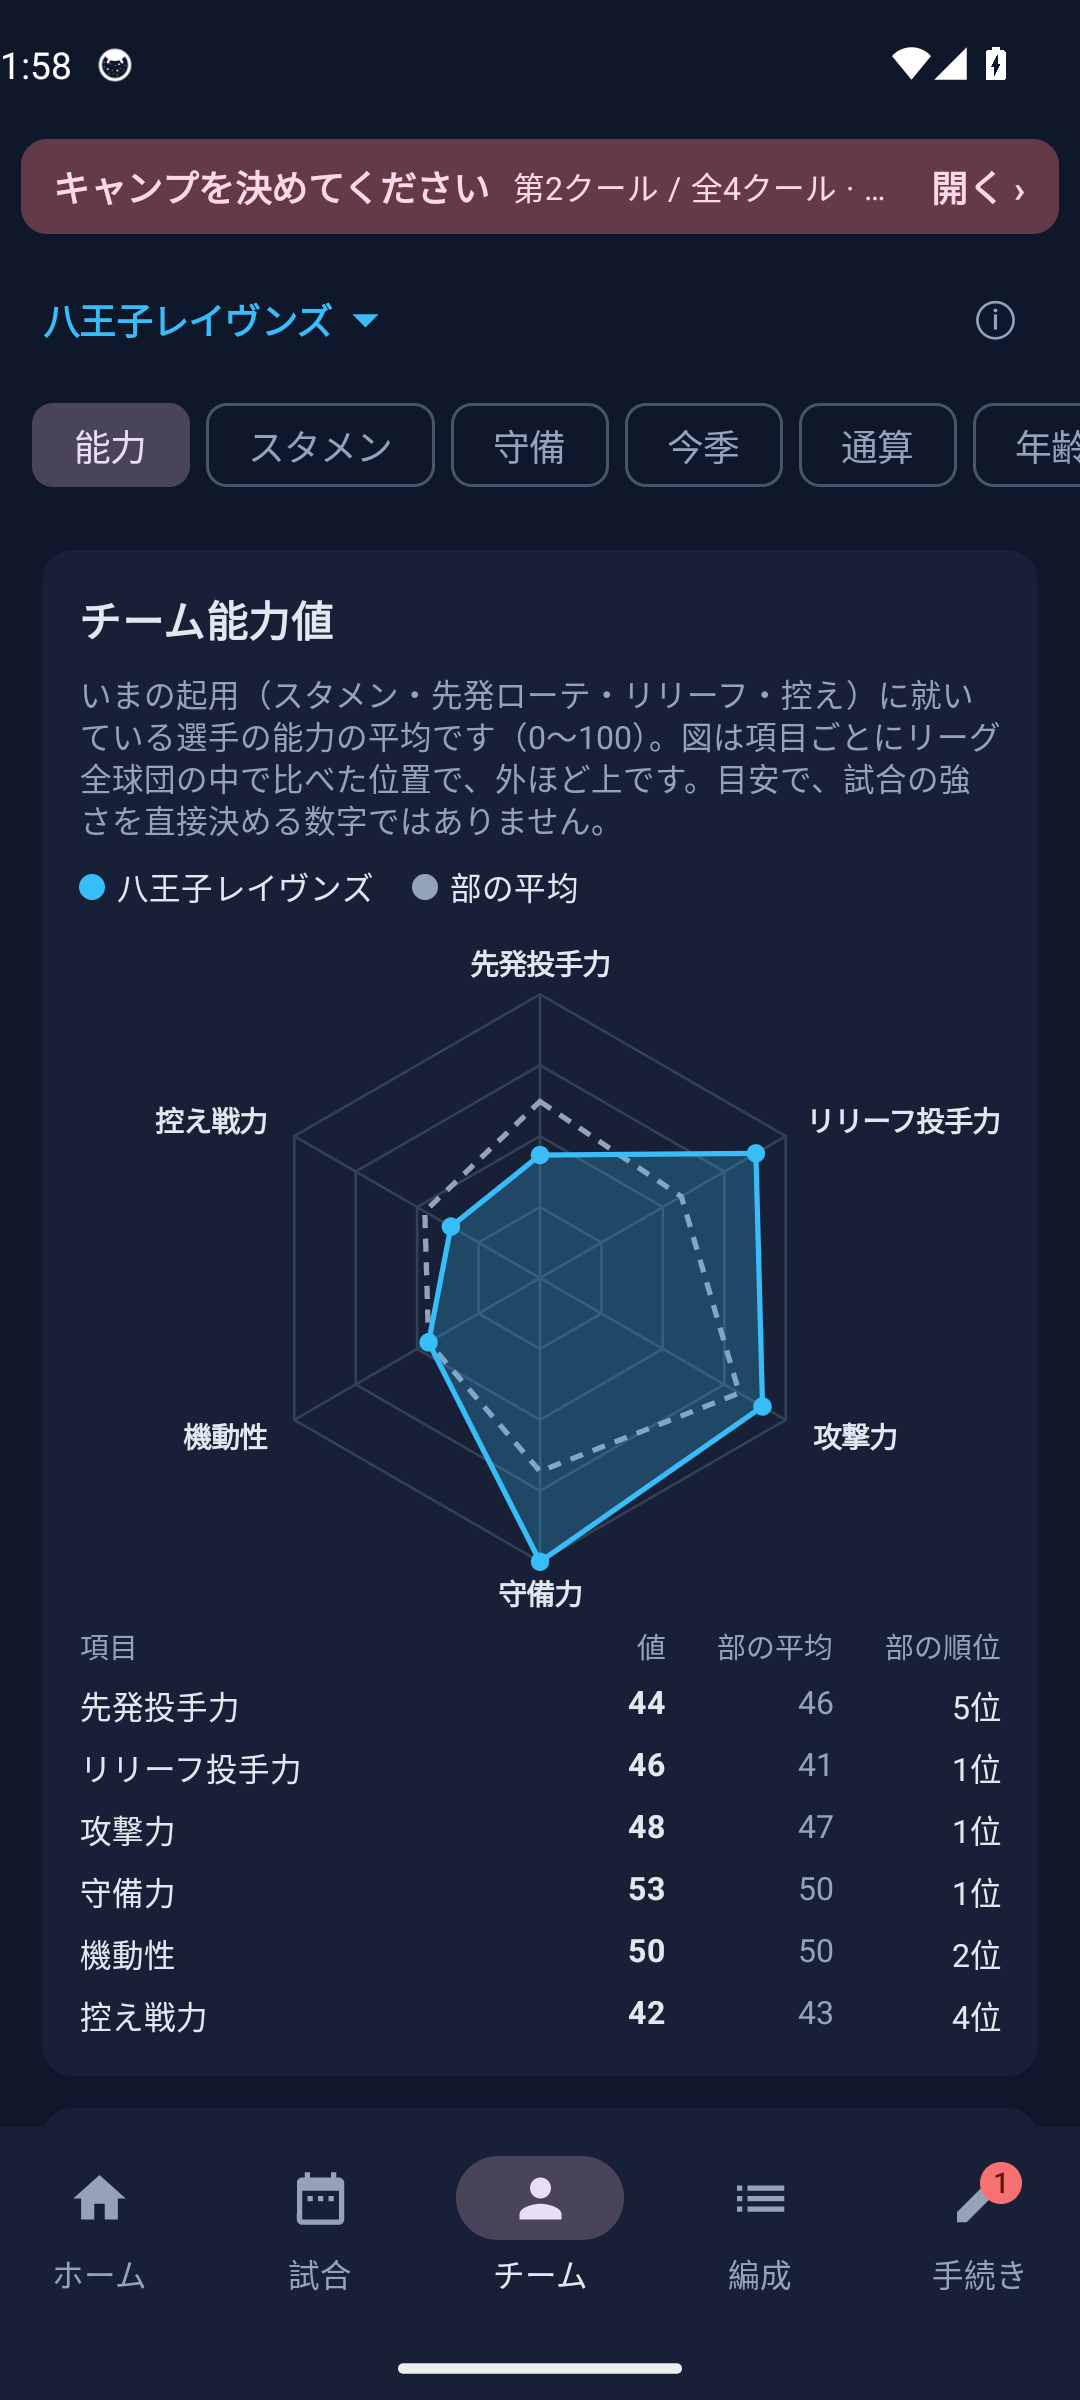 1:58
キャンプを決めてください 第2クール / 全4クール · … 開く ›
八王子レイヴンズ
能力 スタメン 守備 今季 通算 年齢
チーム能力値
いまの起用（スタメン・先発ローテ・リリーフ・控え）に就い
ている選手の能力の平均です（0〜100）。図は項目ごとにリーグ
全球団の中で比べた位置で、外ほど上です。目安で、試合の強
さを直接決める数字ではありません。
八王子レイヴンズ 部の平均
先発投手力
控え戦力 リリーフ投手力
機動性 攻撃力
守備力
項目 値 部の平均 部の順位
先発投手力 44 46 5位
リリーフ投手力 46 41 1位
攻撃力 48 47 1位
守備力 53 50 1位
機動性 50 50 2位
控え戦力 42 43 4位
1
ホーム 試合 チーム 編成 手続き